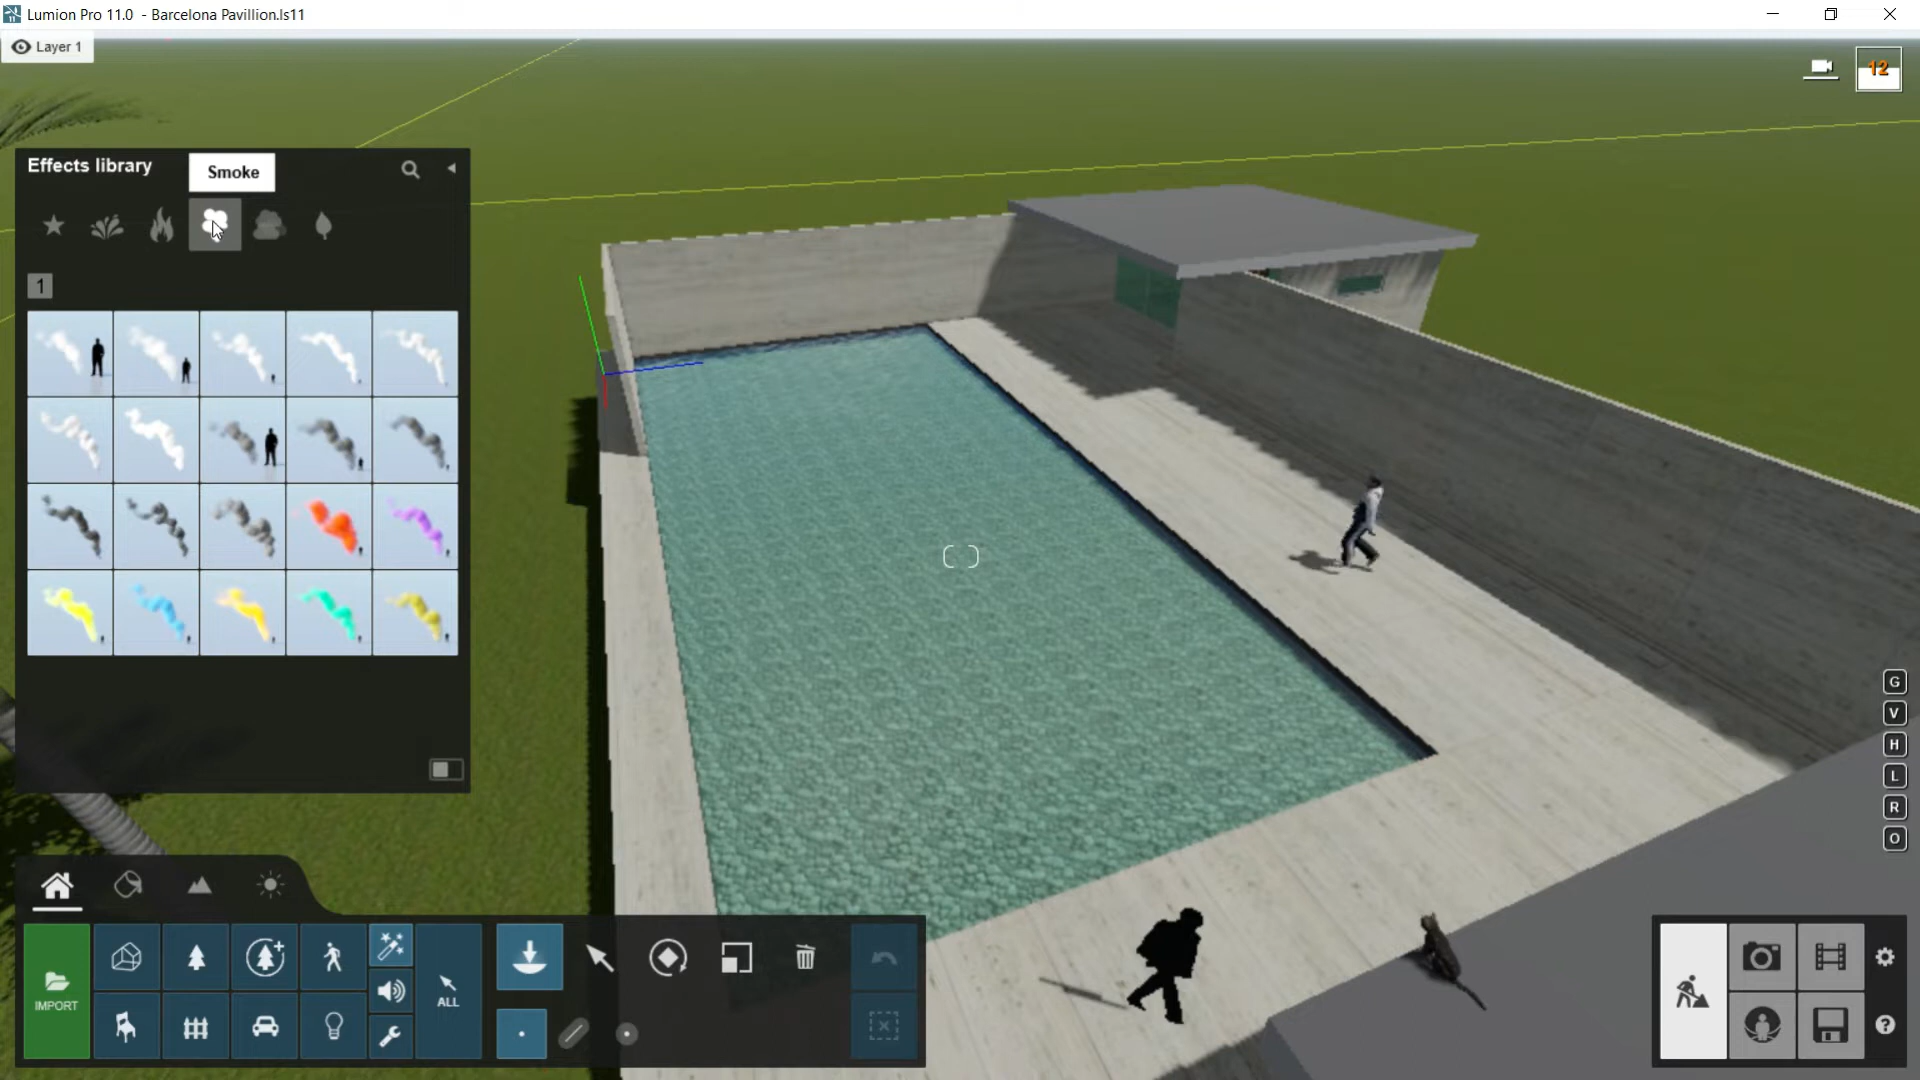 Lumion Pro 11.0 - Barcelona Pavillion.ls11
Layer 1
12
Effects library
Smoke
1
G
V
H
L
R
O
IMPORT
ALL